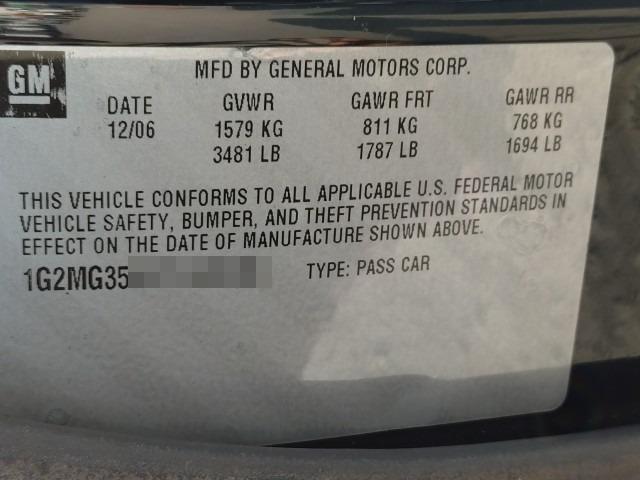 GM
MFD BY GENERAL MOTORS CORP.
DATE GVWR GAWR FRT GAWR RR
12/06 1579 KG 811 KG 768 KG
3481 LB 1787 LB 1694 LB
THIS VEHICLE CONFORMS TO ALL APPLICABLE U.S. FEDERAL MOTOR
VEHICLE SAFETY, BUMPER, AND THEFT PREVENTION STANDARDS IN
EFFECT ON THE DATE OF MANUFACTURE SHOWN ABOVE.
1G2MG35 TYPE: PASS CAR